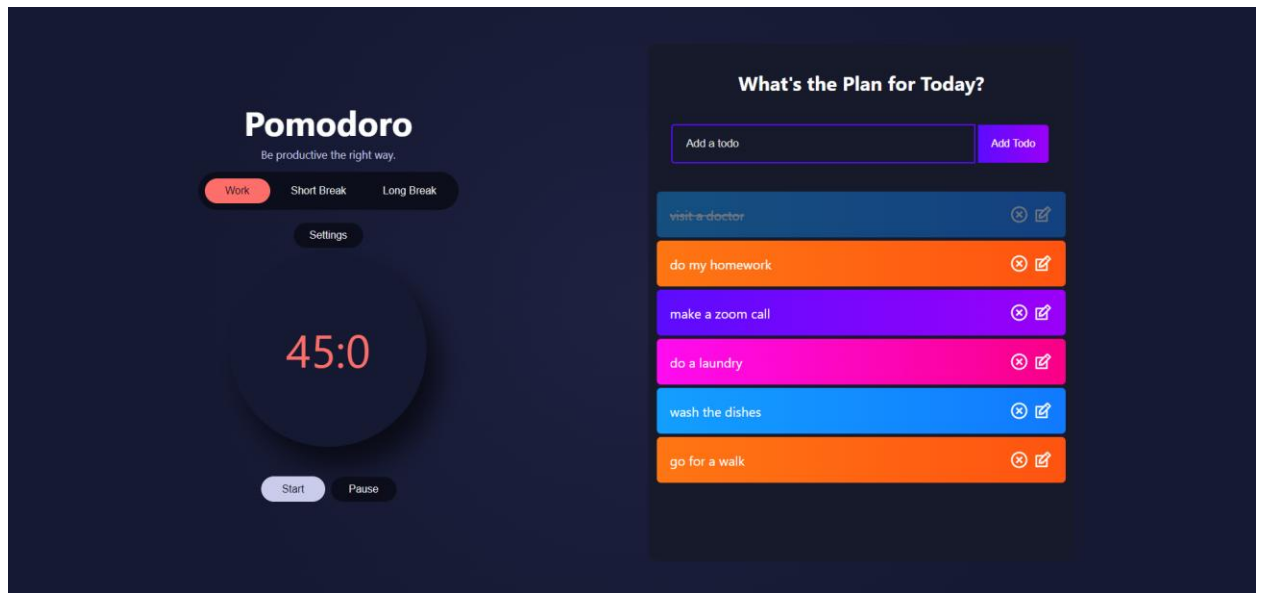 Pomodoro
Be productive the right way.
Work Short Break Long Break
Settings
45:0
Start Pause
What's the Plan for Today?
Add a todo Add Todo
visit a doctor
do my homework
make a zoom call
do a laundry
wash the dishes
go for a walk